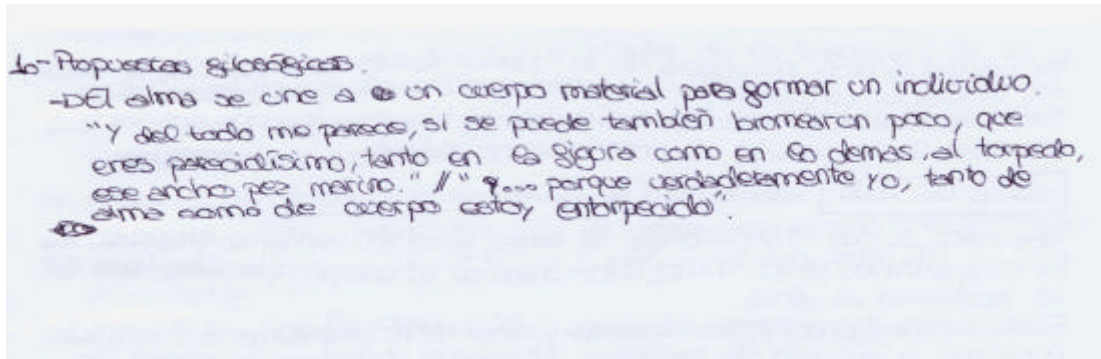 1º-Propuestas filosóficas.
-El alma se une a un cuerpo material para formar un individuo.
"Y del todo me parece, si se puede también bromear un poco, que
eres parecidísimo, tanto en la figura como en lo demás, al torpedo,
ese ancho pez marino." //" ... porque verdaderamente yo, tanto de
alma como de cuerpo estoy entorpecido".